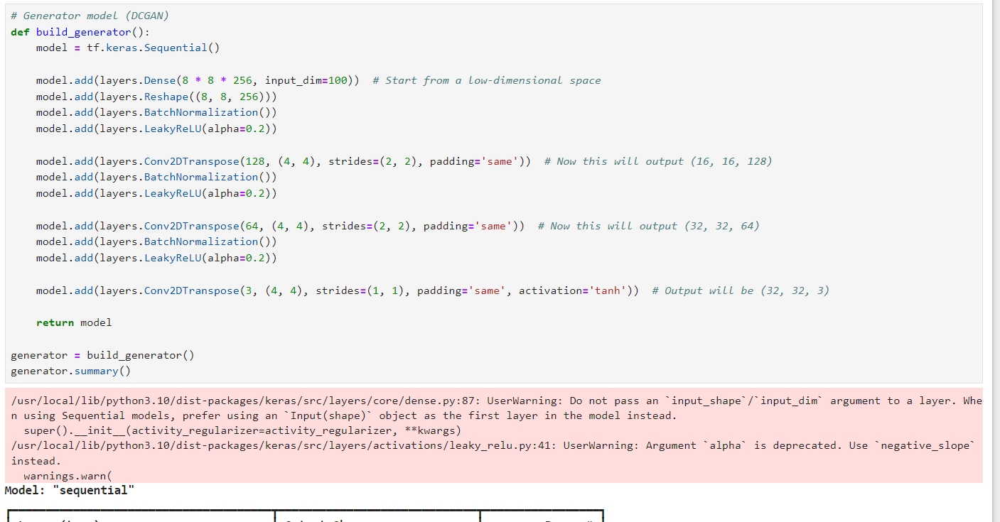 # Generator model (DCGAN)
def build_generator():
    model = tf.keras.Sequential()
    model.add(layers.Dense(8 * 8 * 256, input_dim=100))  # Start from a low-dimensional space
    model.add(layers.Reshape((8, 8, 256)))
    model.add(layers.BatchNormalization())
    model.add(layers.LeakyReLU(alpha=0.2))
    model.add(layers.Conv2DTranspose(128, (4, 4), strides=(2, 2), padding='same'))  # Now this will output (16, 16, 128)
    model.add(layers.BatchNormalization())
    model.add(layers.LeakyReLU(alpha=0.2))
    model.add(layers.Conv2DTranspose(64, (4, 4), strides=(2, 2), padding='same'))  # Now this will output (32, 32, 64)
    model.add(layers.BatchNormalization())
    model.add(layers.LeakyReLU(alpha=0.2))
    model.add(layers.Conv2DTranspose(3, (4, 4), strides=(1, 1), padding='same', activation='tanh'))  # Output will be (32, 32, 3)
    return model
generator = build_generator()
generator.summary()
/usr/local/lib/python3.10/dist-packages/keras/src/layers/core/dense.py:87: UserWarning: Do not pass an `input_shape`/`input_dim` argument to a layer. Whe
n using Sequential models, prefer using an `Input(shape)` object as the first layer in the model instead.
  super().__init__(activity_regularizer=activity_regularizer, **kwargs)
/usr/local/lib/python3.10/dist-packages/keras/src/layers/activations/leaky_relu.py:41: UserWarning: Argument `alpha` is deprecated. Use `negative_slope`
instead.
  warnings.warn(
Model: "sequential"